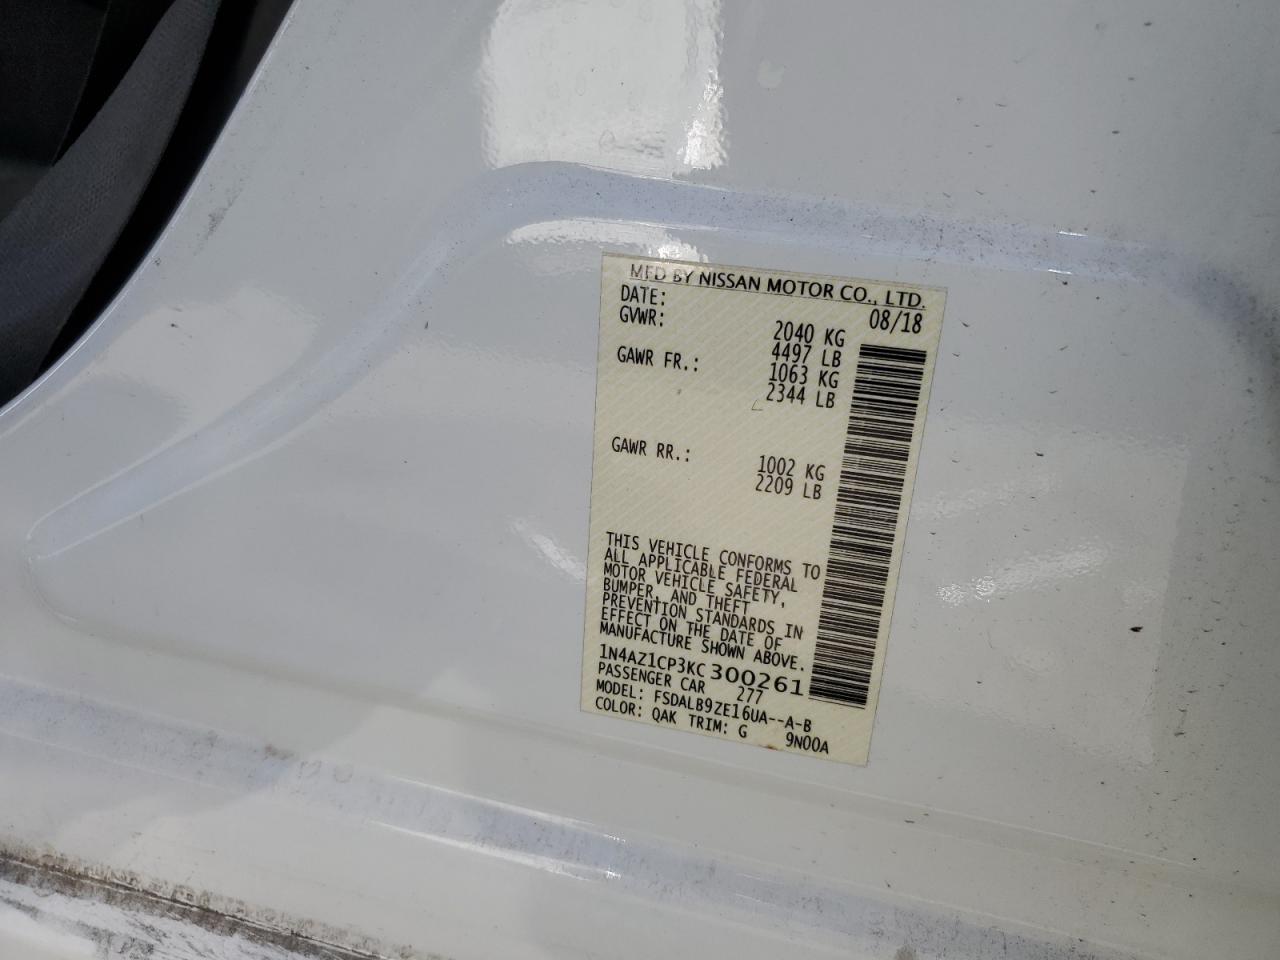 MFD BY NISSAN MOTOR CO., LTD.
DATE: 08/18
GVWR: 2040 KG
4497 LB
GAWR FR.: 1063 KG
2344 LB
GAWR RR.: 1002 KG
2209 LB
THIS VEHICLE CONFORMS TO
ALL APPLICABLE FEDERAL
MOTOR VEHICLE SAFETY,
BUMPER, AND THEFT
PREVENTION STANDARDS IN
EFFECT ON THE DATE OF
MANUFACTURE SHOWN ABOVE.
1N4AZ1CP3KC300261
PASSENGER CAR 277
MODEL: FSDALB9ZE16UA--A-B
COLOR: QAK TRIM: G 9N00A